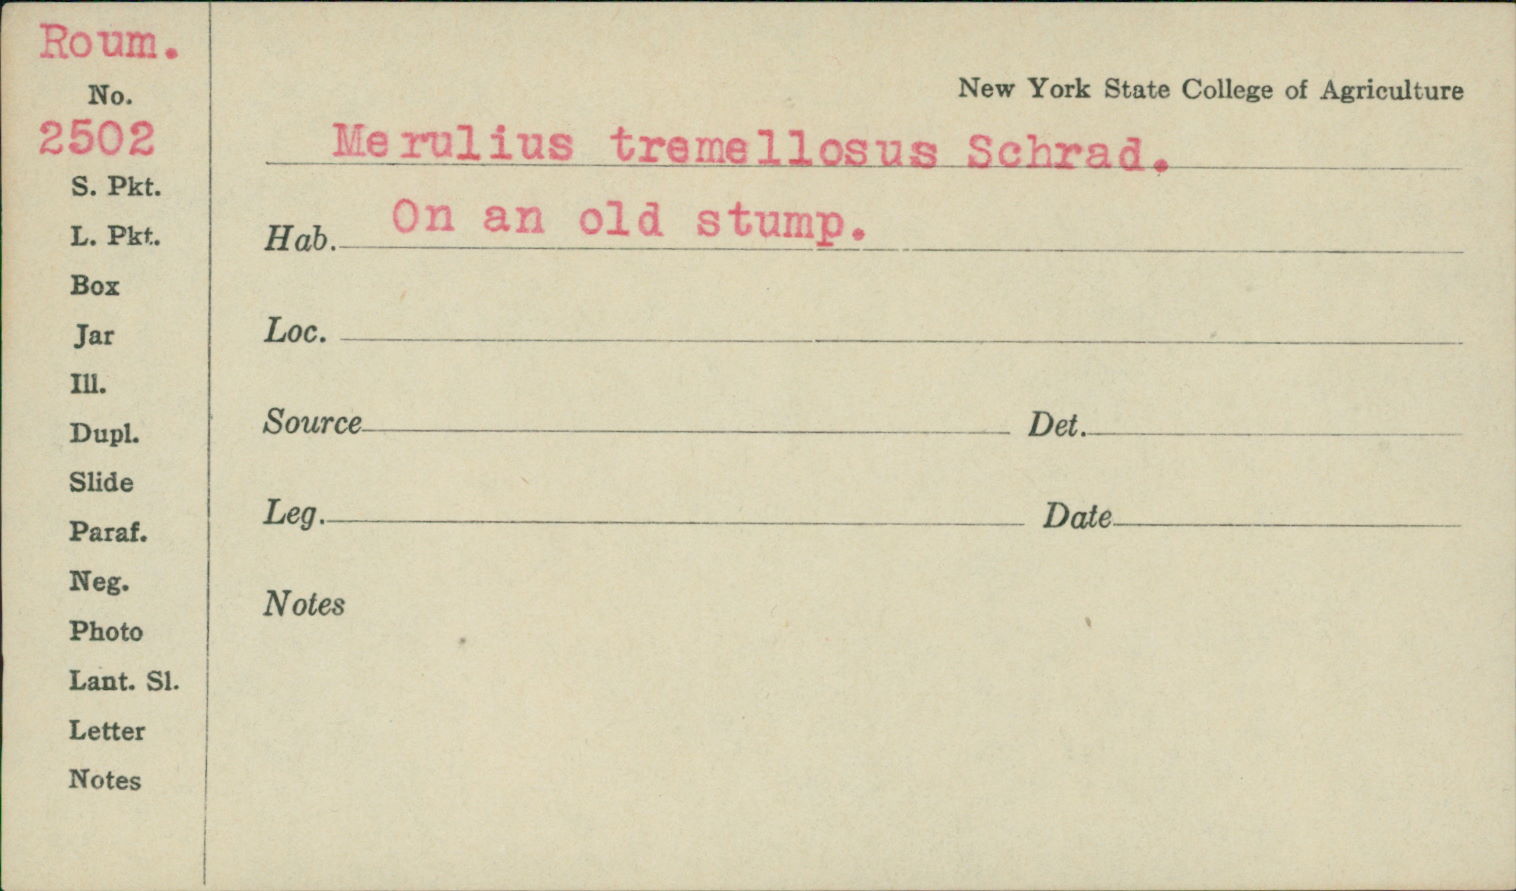 Roum.
No.
2502
S. Pkt.
L. Pkt.
Box
Jar
Ill.
Dupl.
Slide
Paraf.
Neg.
Photo
Lant. Sl.
Letter
Notes
New York State College of Agriculture
Merulius tremellosus Schrad.
Hab. On an old stump.
Loc.
Source Det.
Leg. Date
Notes